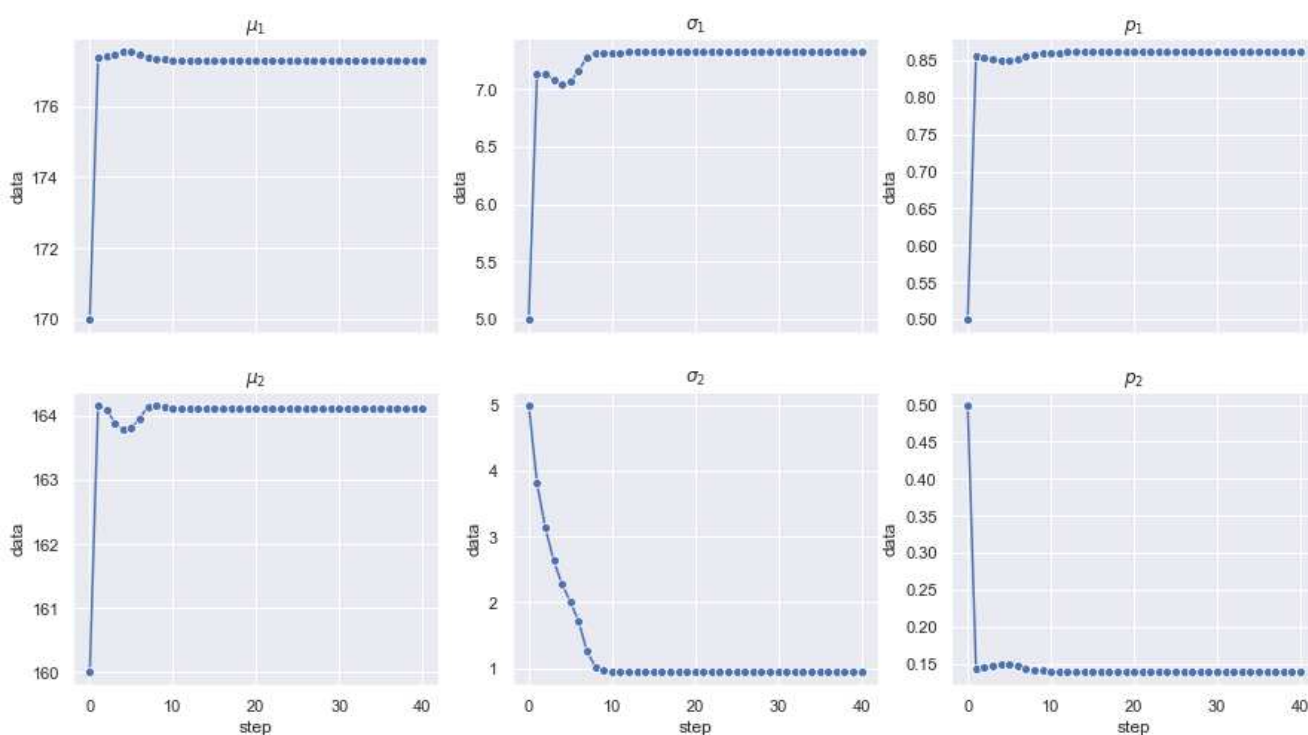 μ₁
data
176
174
172
170
σ₁
data
7.0
6.5
6.0
5.5
5.0
p₁
data
0.85
0.80
0.75
0.70
0.65
0.60
0.55
0.50
μ₂
data
164
163
162
161
160
0 10 20 30 40
step
σ₂
data
5
4
3
2
1
0 10 20 30 40
step
p₂
data
0.50
0.45
0.40
0.35
0.30
0.25
0.20
0.15
0 10 20 30 40
step